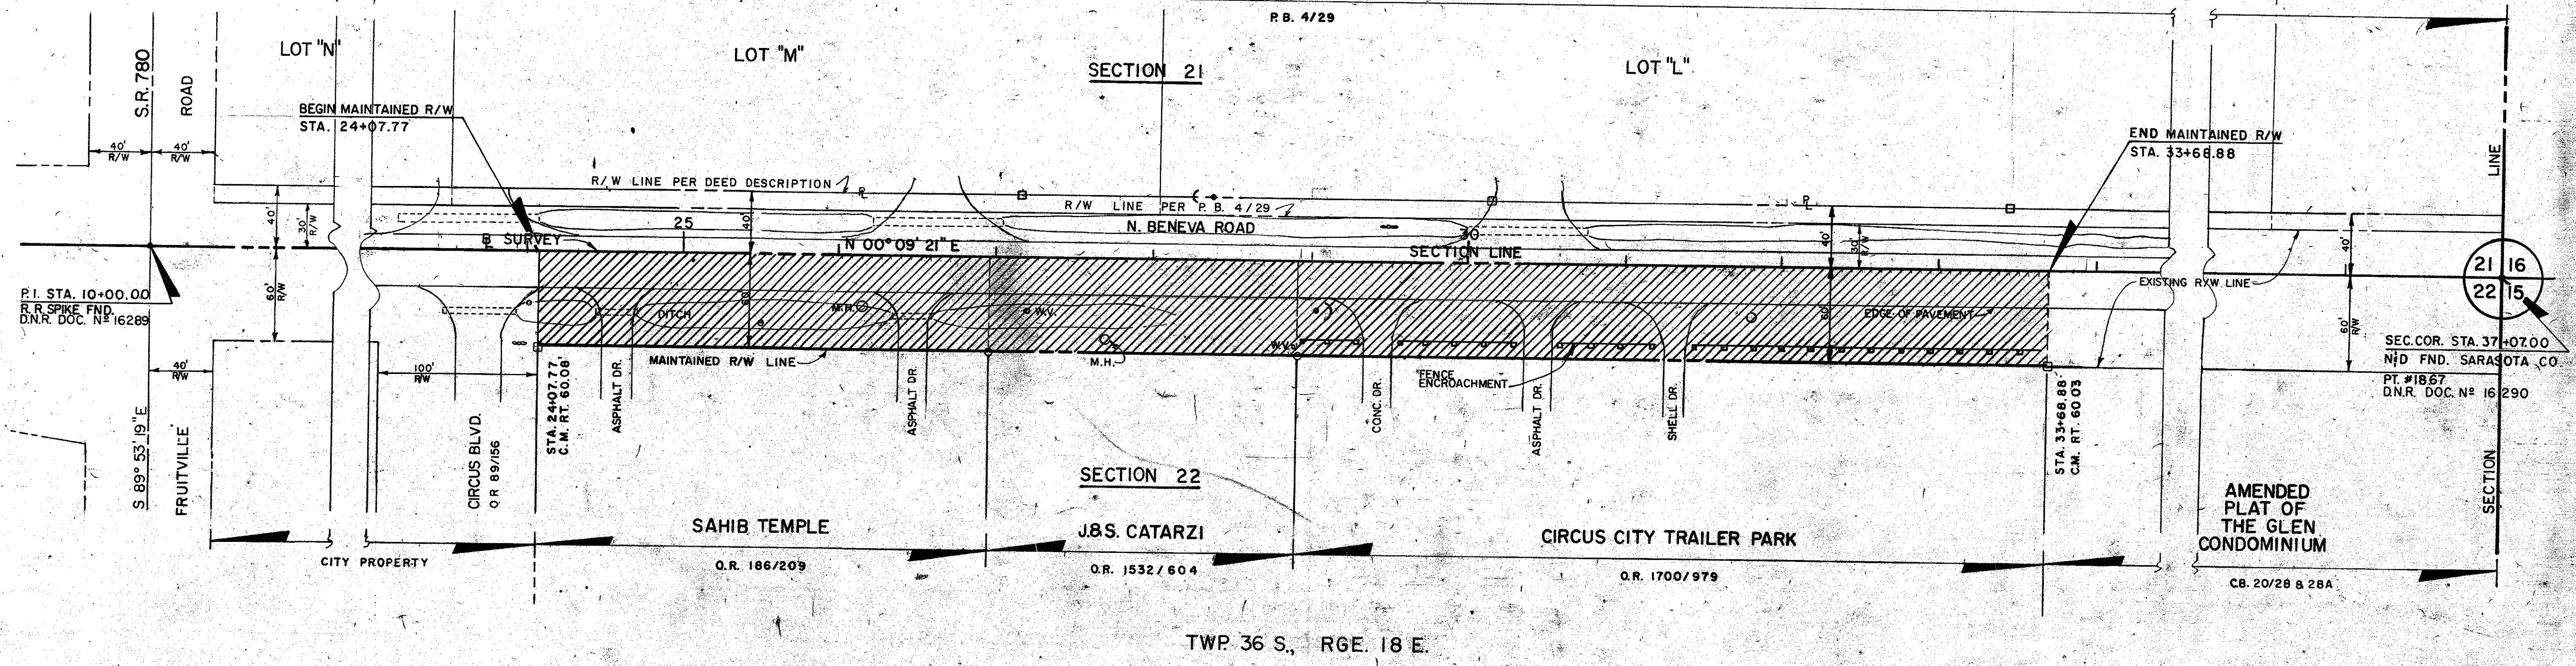 P.B. 4/29
LOT "N"
LOT "M"
SECTION 21
LOT "L"
S.R. 780
ROAD
BEGIN MAINTAINED R/W
STA. 24+07.77
END MAINTAINED R/W
STA. 33+68.88
LINE
40'
R/W
40'
R/W
R/W LINE PER DEED DESCRIPTION
R/W LINE PER P.B. 4/29
40'
30'
R/W
25
40'
N. BENEVA ROAD
30
40'
30'
R/W
40'
B SURVEY
N 00° 09' 21" E
SECTION LINE
21
16
22
15
P.I. STA. 10+00.00
R.R. SPIKE FND.
D.N.R. DOC. Nº 16289
60'
R/W
60'
DITCH
M.H.
W.V.
60'
EDGE OF PAVEMENT
EXISTING R/W LINE
60'
R/W
MAINTAINED R/W LINE
M.H.
W.V.
SEC. COR. STA. 37+07.00
N&D FND. SARASOTA CO.
PT. #1867
D.N.R. DOC. Nº 16290
40'
R/W
100'
R/W
FENCE
ENCROACHMENT
S 89° 53' 19" E
FRUITVILLE
CIRCUS BLVD.
O.R. 89/156
STA. 24+07.77,
C.M. RT. 60.08'
ASPHALT DR.
ASPHALT DR.
CONC. DR.
ASPHALT DR.
SHELL DR.
STA. 33+68.88
C.M. RT. 60.03
SECTION
SECTION 22
AMENDED
PLAT OF
THE GLEN
CONDOMINIUM
SAHIB TEMPLE
J.&S. CATARZI
CIRCUS CITY TRAILER PARK
CITY PROPERTY
O.R. 186/209
O.R. 1532/604
O.R. 1700/979
C.B. 20/28 & 28A
TWP. 36 S., RGE. 18 E.